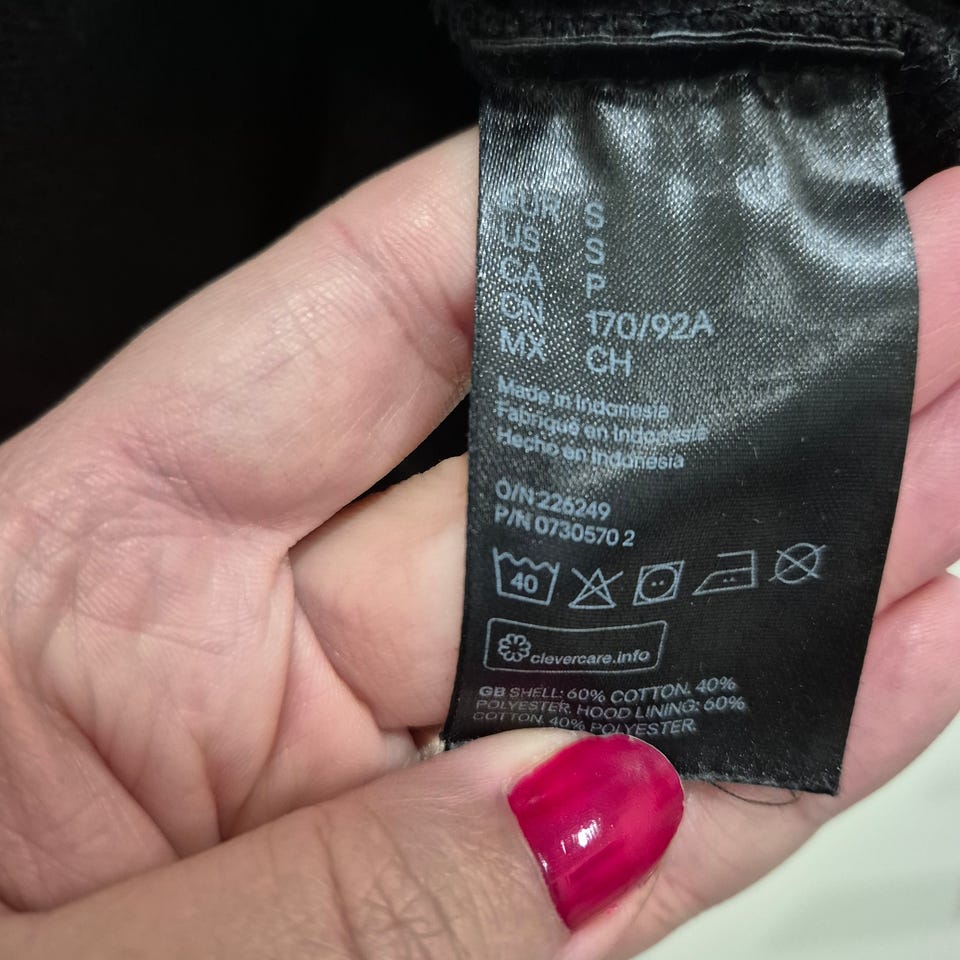 EUR S
US S
CA P
CN 170/92A
MX CH
Made in Indonesia
Fabriqué en Indonésie
Hecho en Indonesia
O/N 226249
P/N 0730570 2
40
clevercare.info
GB SHELL: 60% COTTON. 40%
POLYESTER. HOOD LINING: 60%
COTTON. 40% POLYESTER.